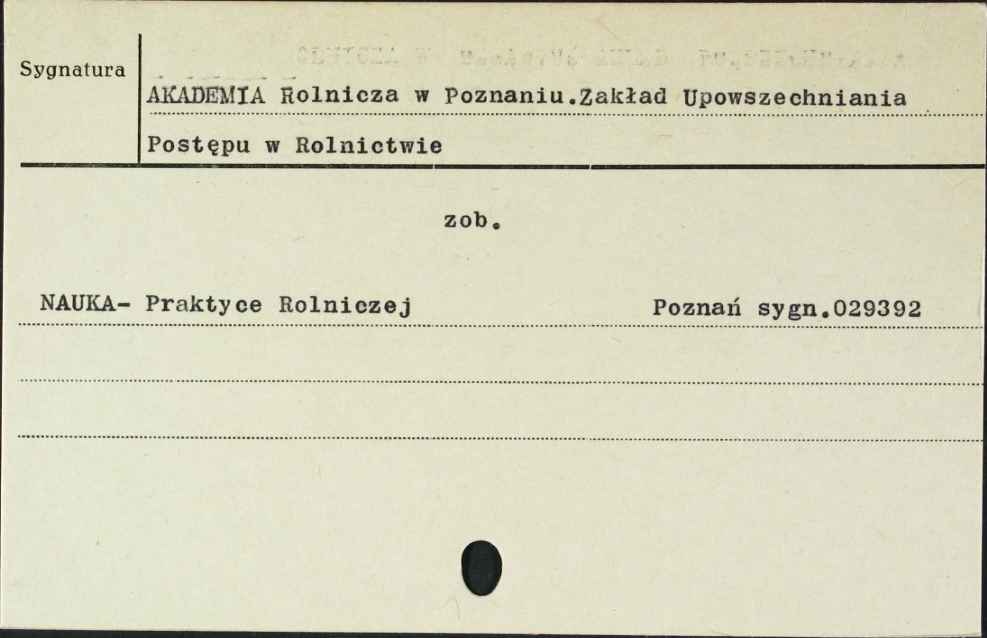 Sygnatura
AKADEMIA Rolnicza w Poznaniu.Zakład Upowszechniania
Postępu w Rolnictwie
zob.
NAUKA- Praktyce Rolniczej Poznań sygn.029392